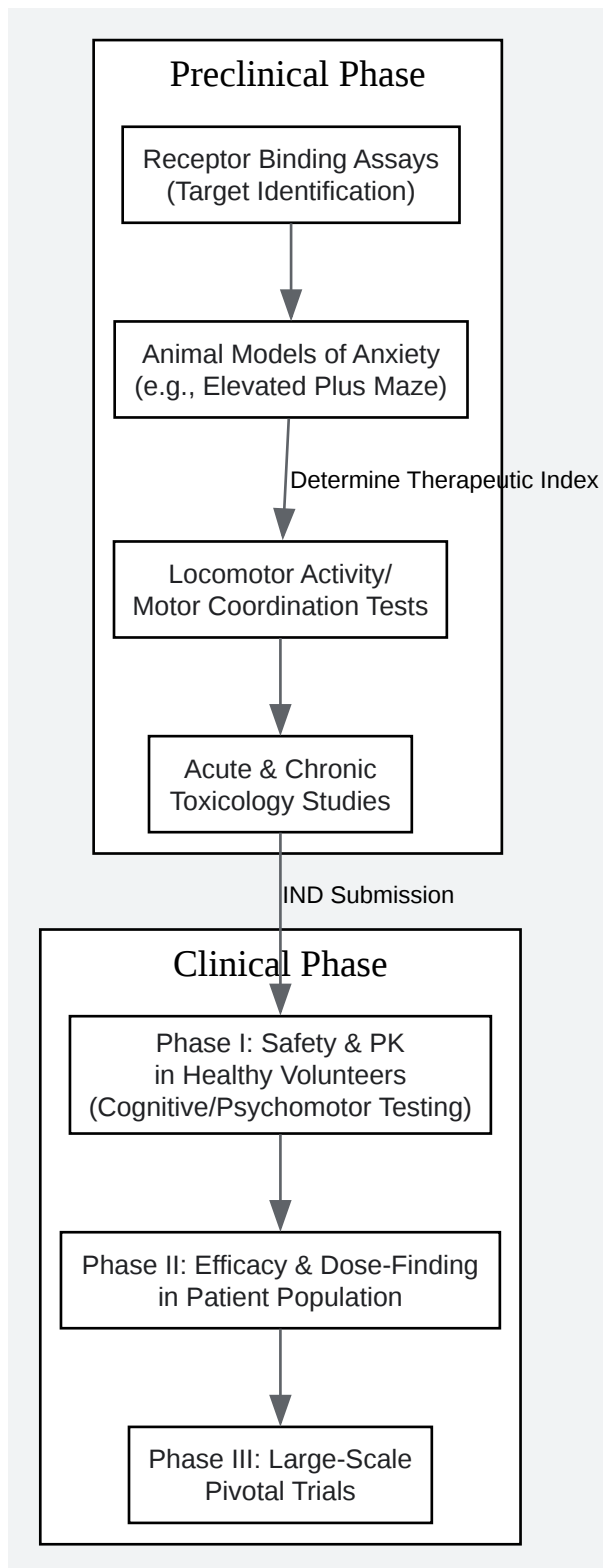 Preclinical Phase
Receptor Binding Assays
(Target Identification)
Animal Models of Anxiety
(e.g., Elevated Plus Maze)
Determine Therapeutic Index
Locomotor Activity/
Motor Coordination Tests
Acute & Chronic
Toxicology Studies
IND Submission
Clinical Phase
Phase I: Safety & PK
in Healthy Volunteers
(Cognitive/Psychomotor Testing)
Phase II: Efficacy & Dose-Finding
in Patient Population
Phase III: Large-Scale
Pivotal Trials